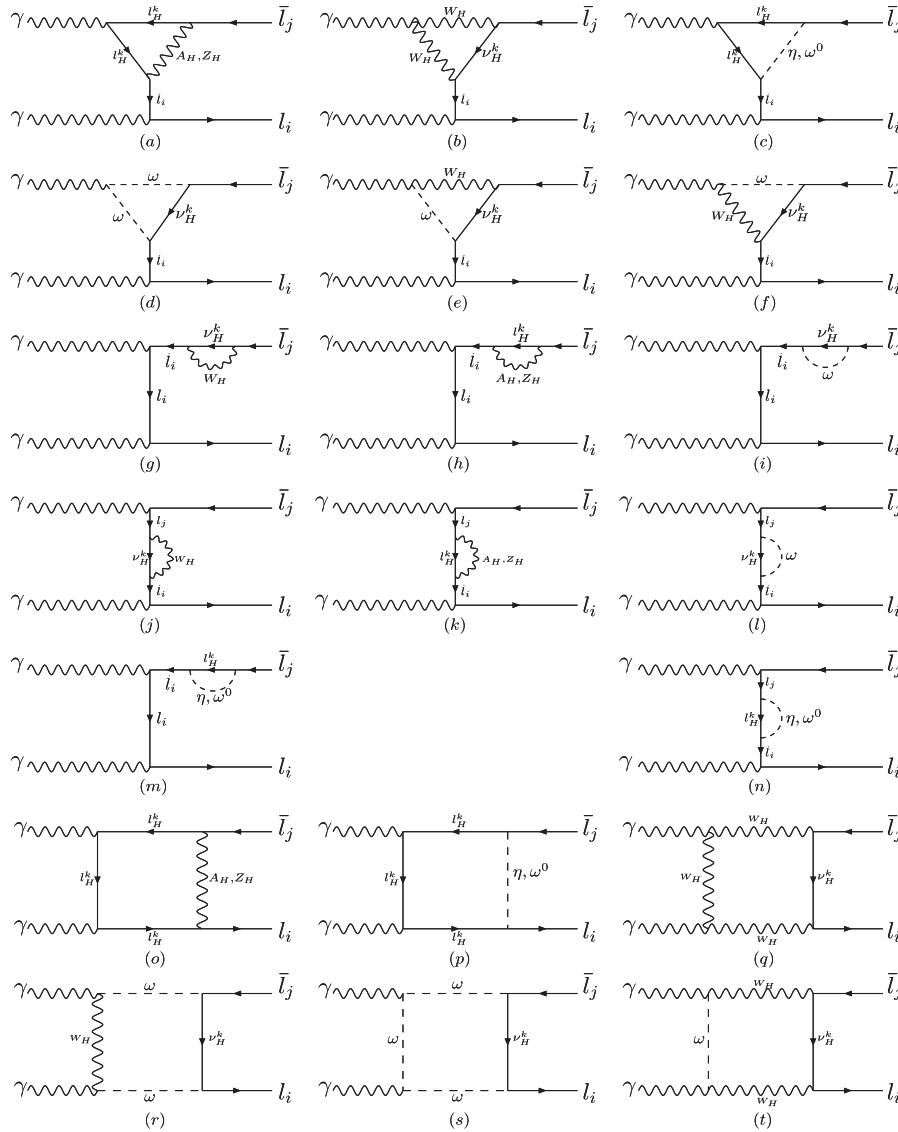 γ l_H^k l̄_j γ W_H l̄_j γ l_H^k l̄_j
l_H^k A_H, Z_H W_H ν_H^k l_H^k η, ω^0
l_i l_i l_i
γ l_i γ l_i γ l_i
(a) (b) (c)
γ ω l̄_j γ W_H l̄_j γ ω l̄_j
ω ν_H^k ω ν_H^k W_H ν_H^k
l_i l_i l_i
γ l_i γ l_i γ l_i
(d) (e) (f)
γ ν_H^k l̄_j γ l_H^k l̄_j γ ν_H^k l̄_j
l_i W_H l_i A_H, Z_H l_i ω
l_i l_i l_i
γ l_i γ l_i γ l_i
(g) (h) (i)
γ l̄_j γ l̄_j γ l̄_j
l_j l_j l_j
ν_H^k W_H l_H^k A_H, Z_H ν_H^k ω
l_i l_i l_i
γ l_i γ l_i γ l_i
(j) (k) (l)
γ l_H^k l̄_j γ l̄_j
l_i η, ω^0 l_j
l_i l_H^k η, ω^0
l_i
γ l_i γ l_i
(m) (n)
γ l_H^k l̄_j γ l_H^k l̄_j γ W_H l̄_j
l_H^k A_H, Z_H l_H^k η, ω^0 W_H ν_H^k
γ l_H^k l_i γ l_H^k l_i γ W_H l_i
(o) (p) (q)
γ ω l̄_j γ ω l̄_j γ W_H l̄_j
W_H ν_H^k ω ν_H^k ω ν_H^k
γ ω l_i γ ω l_i γ W_H l_i
(r) (s) (t)